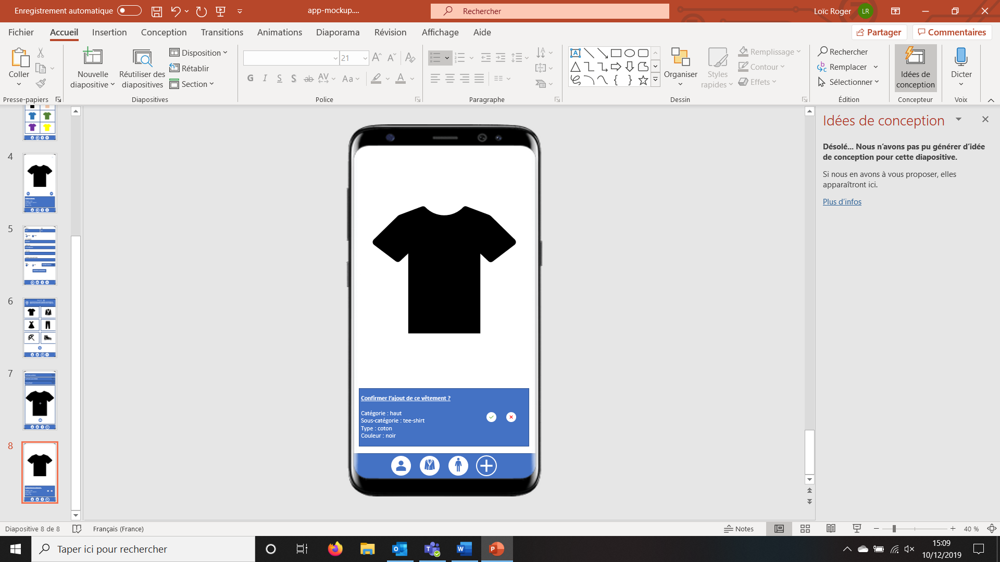 Enregistrement automatique
app-mockup....
Rechercher
Loïc Roger
LR
Fichier
Accueil
Insertion
Conception
Transitions
Animations
Diaporama
Révision
Affichage
Aide
Partager
Commentaires
Coller
Presse-papiers
Nouvelle
diapositive
Réutiliser des
diapositives
Disposition
Rétablir
Section
Diapositives
21
G I S S ab AV Aa A
Police
Paragraphe
Organiser
Styles
rapides
Remplissage
Contour
Effets
Dessin
Rechercher
Remplacer
Sélectionner
Édition
Idées de
conception
Concepteur
Dicter
Voix
4
5
6
7
8
Confirmer l'ajout de ce vêtement ?
Catégorie : haut
Sous-catégorie : tee-shirt
Type : coton
Couleur : noir
Idées de conception
Désolé... Nous n'avons pas pu générer d'idée
de conception pour cette diapositive.
Si nous en avons à vous proposer, elles
apparaîtront ici.
Plus d'infos
Diapositive 8 de 8
Français (France)
Notes
40 %
Taper ici pour rechercher
15:09
10/12/2019